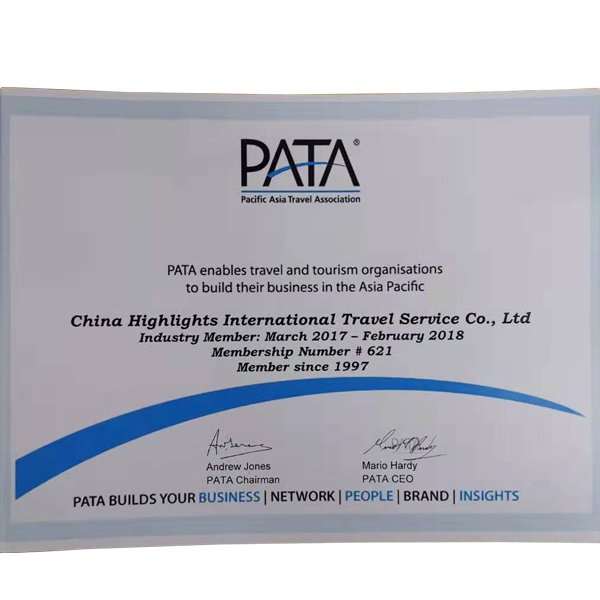 PATA®
Pacific Asia Travel Association
PATA enables travel and tourism organisations
to build their business in the Asia Pacific
China Highlights International Travel Service Co., Ltd
Industry Member: March 2017 – February 2018
Membership Number # 621
Member since 1997
Andrew Jones
PATA Chairman
Mario Hardy
PATA CEO
PATA BUILDS YOUR BUSINESS | NETWORK | PEOPLE | BRAND | INSIGHTS